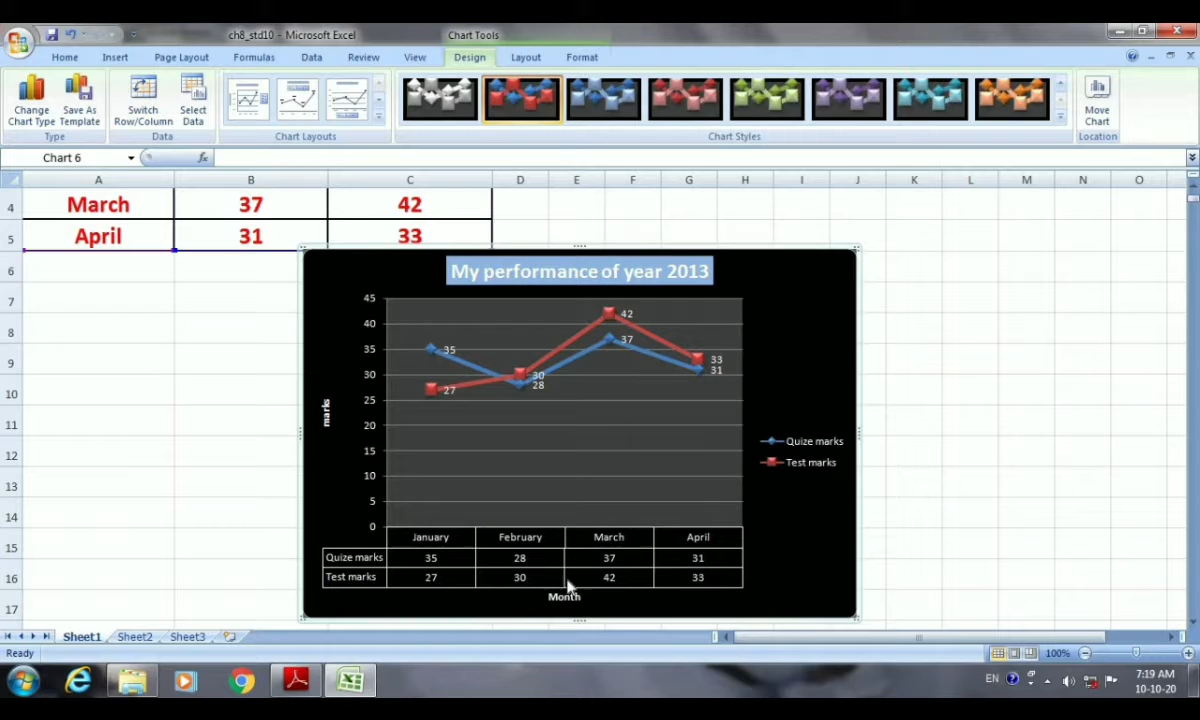 ch8_std10 - Microsoft Excel
Chart Tools
Home Insert Page Layout Formulas Data Review View Design Layout Format
Change Chart Type
Save As Template
Switch Row/Column
Select Data
Type
Data
Chart Layouts
Chart Styles
Move Chart
Location
Chart 6
fx
A B C D E F G H I J K L M N O
4 March 37 42
5 April 31 33
6
7
8
9
10
11
12
13
14
15
16
17
My performance of year 2013
45
40
35
30
25
20
15
10
5
0
marks
35
27
30
28
42
37
33
31
Quize marks
Test marks
January February March April
Quize marks 35 28 37 31
Test marks 27 30 42 33
Month
Sheet1 Sheet2 Sheet3
Ready
100%
EN
7:19 AM
10-10-20